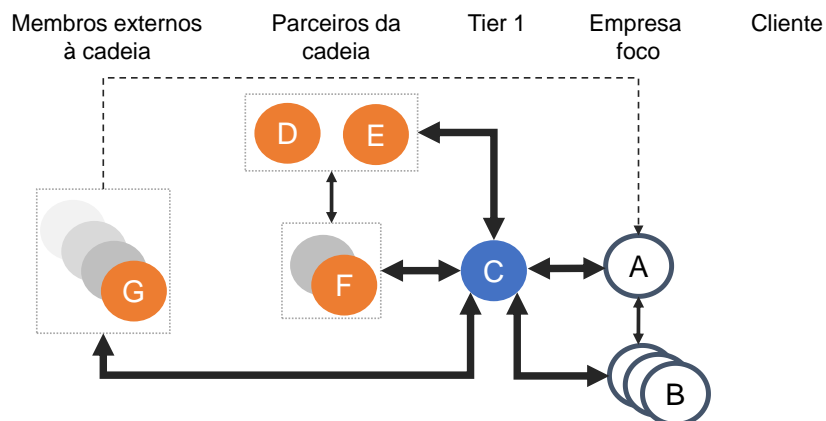 Membros externos
à cadeia
Parceiros da
cadeia
Tier 1
Empresa
foco
Cliente
D
E
G
F
C
A
B